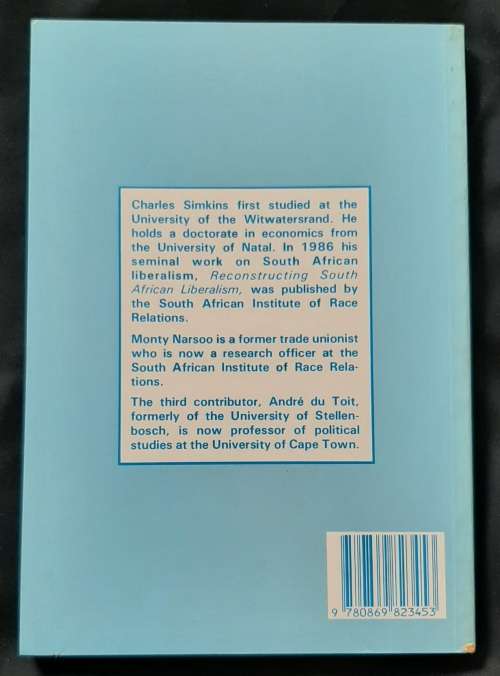 Charles Simkins first studied at the
University of the Witwatersrand. He
holds a doctorate in economics from
the University of Natal. In 1986 his
seminal work on South African
liberalism, Reconstructing South
African Liberalism, was published by
the South African Institute of Race
Relations.
Monty Narsoo is a former trade unionist
who is now a research officer at the
South African Institute of Race Rela-
tions.
The third contributor, André du Toit,
formerly of the University of Stellen-
bosch, is now professor of political
studies at the University of Cape Town.
9 780869 823453